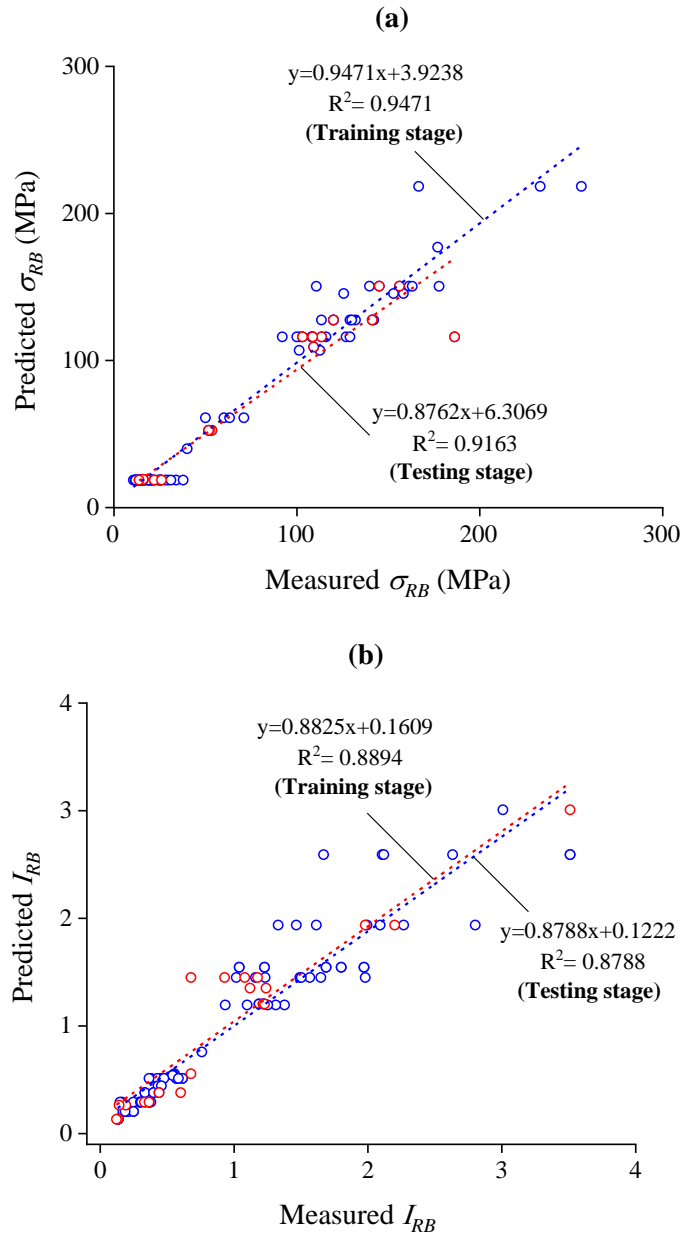 (a)
300
200
100
0
0
100
200
300
Predicted σRB (MPa)
Measured σRB (MPa)
y=0.9471x+3.9238
R²= 0.9471
(Training stage)
y=0.8762x+6.3069
R²= 0.9163
(Testing stage)
(b)
4
3
2
1
0
0
1
2
3
4
Predicted IRB
Measured IRB
y=0.8825x+0.1609
R²= 0.8894
(Training stage)
y=0.8788x+0.1222
R²= 0.8788
(Testing stage)